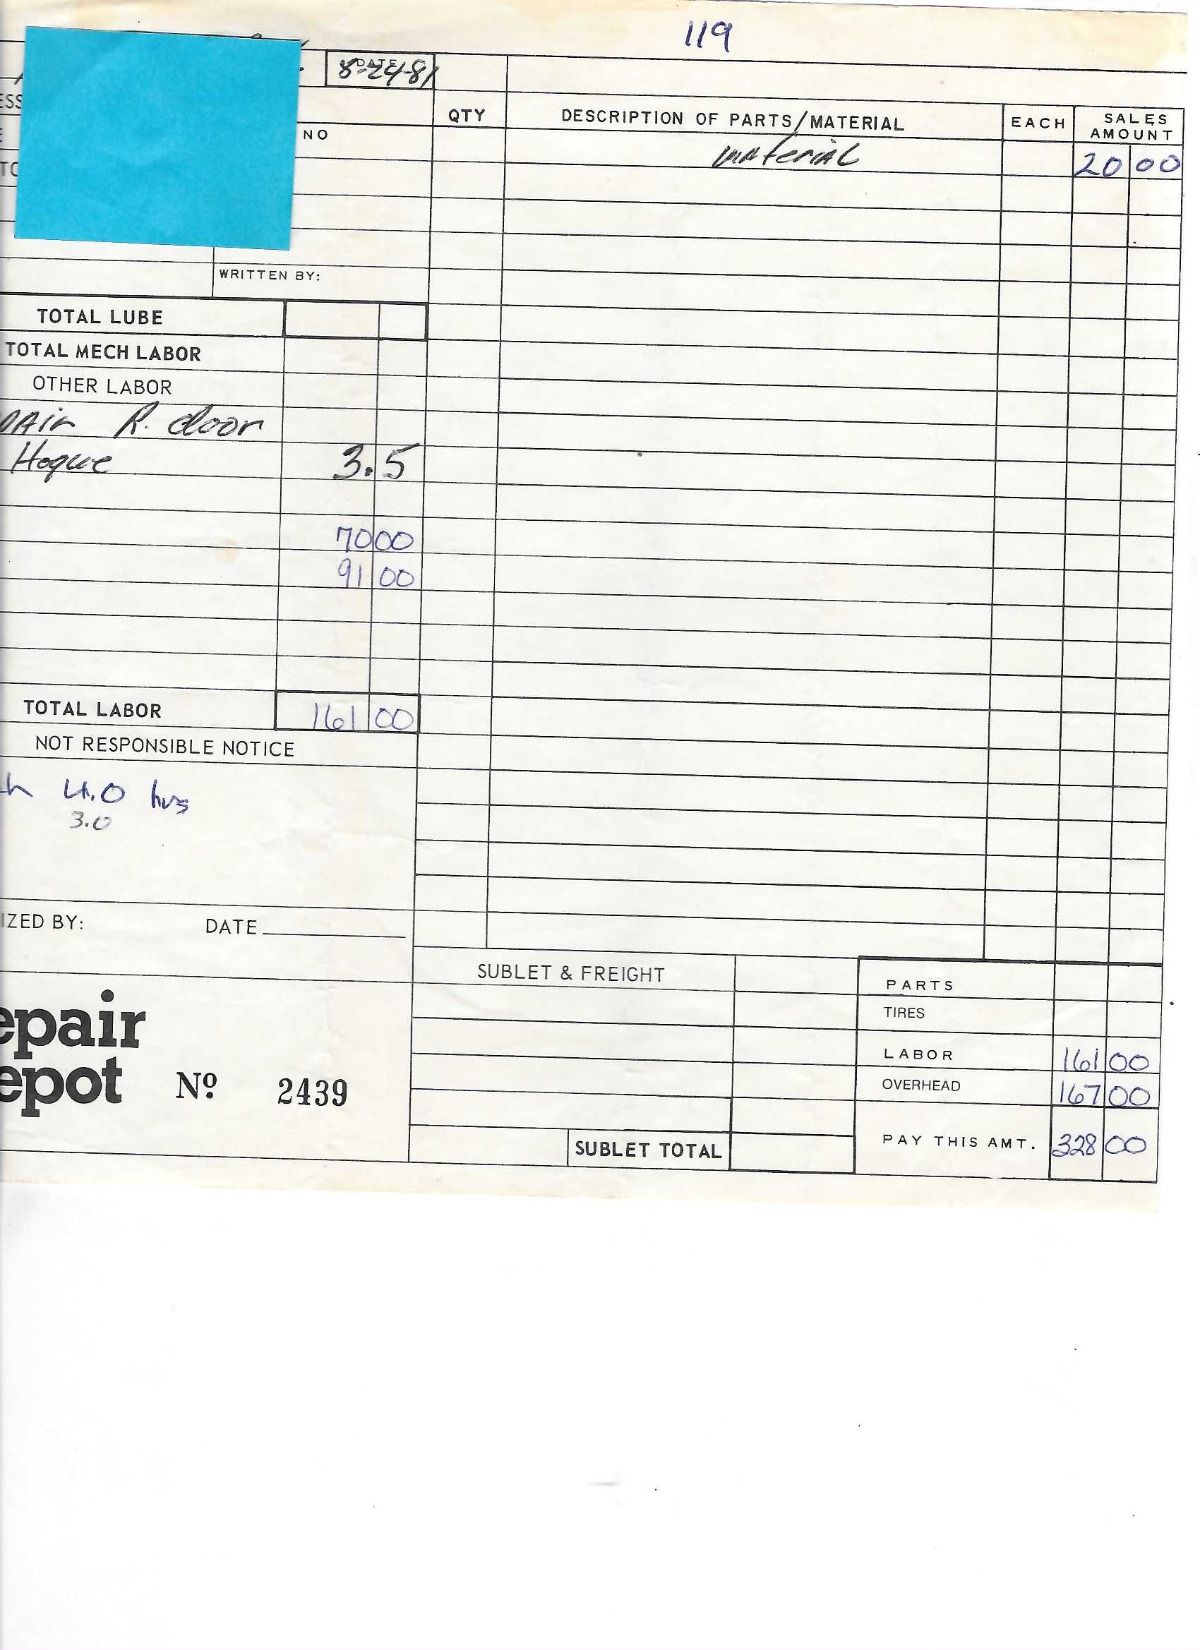 119
DATE
8-24-81
ESS
NO
QTY
DESCRIPTION OF PARTS/MATERIAL
EACH
SALES
AMOUNT
material
20 00
WRITTEN BY:
TOTAL LUBE
TOTAL MECH LABOR
OTHER LABOR
pair R. door
Hogue 3.5
70 00
91 00
TOTAL LABOR 161 00
NOT RESPONSIBLE NOTICE
4.0 hrs
3.0
IZED BY: DATE
SUBLET & FREIGHT
PARTS
TIRES
LABOR 161 00
OVERHEAD 167 00
PAY THIS AMT. 328 00
SUBLET TOTAL
epair
epot Nº 2439